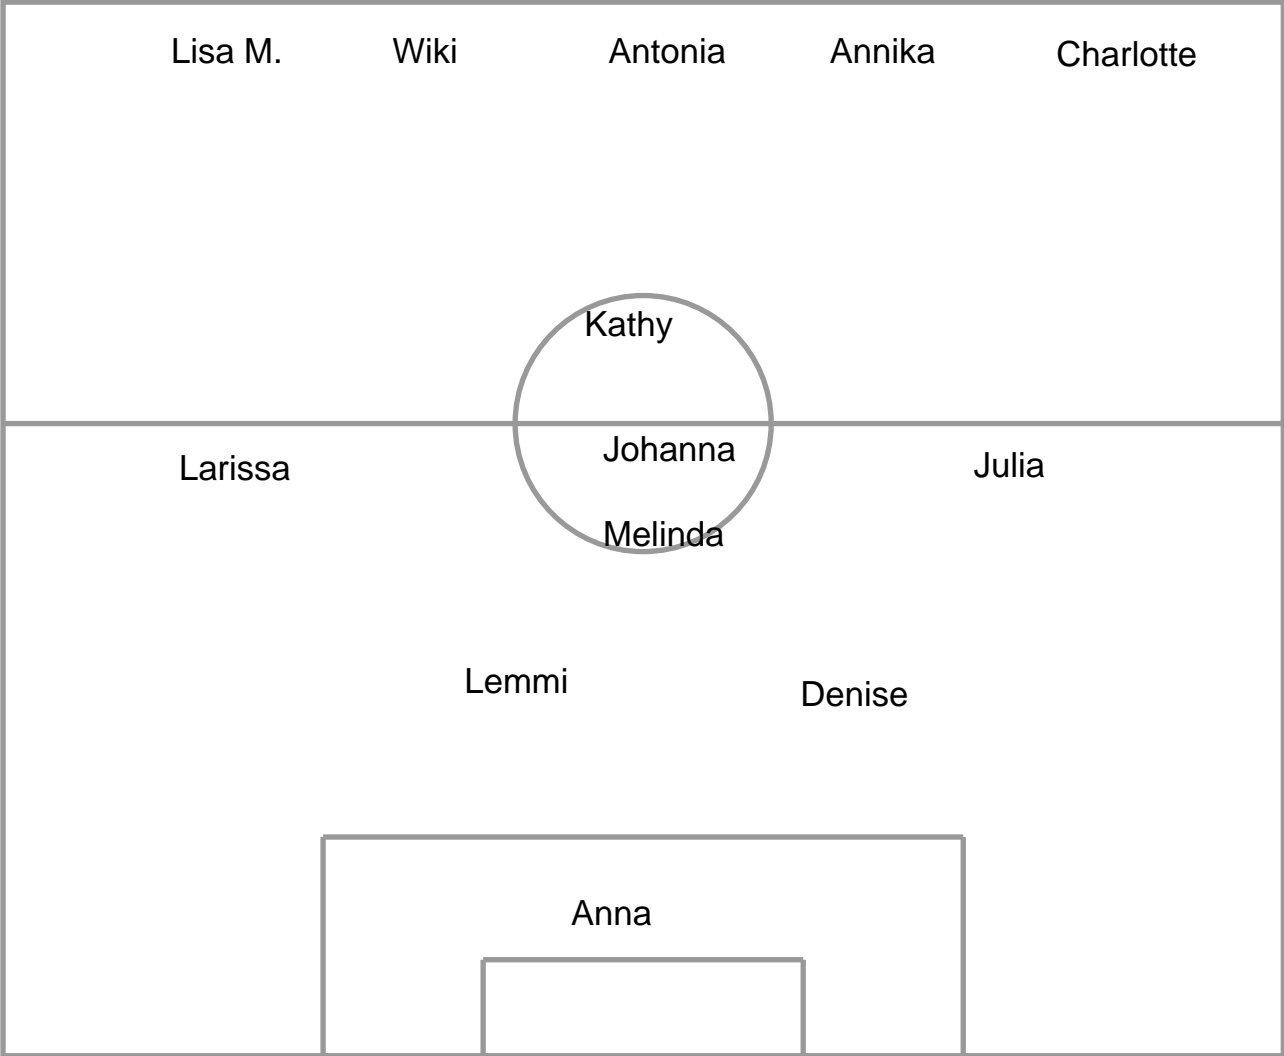 Lisa M. Wiki Antonia Annika Charlotte
Kathy
Johanna
Larissa Julia
Melinda
Lemmi Denise
Anna